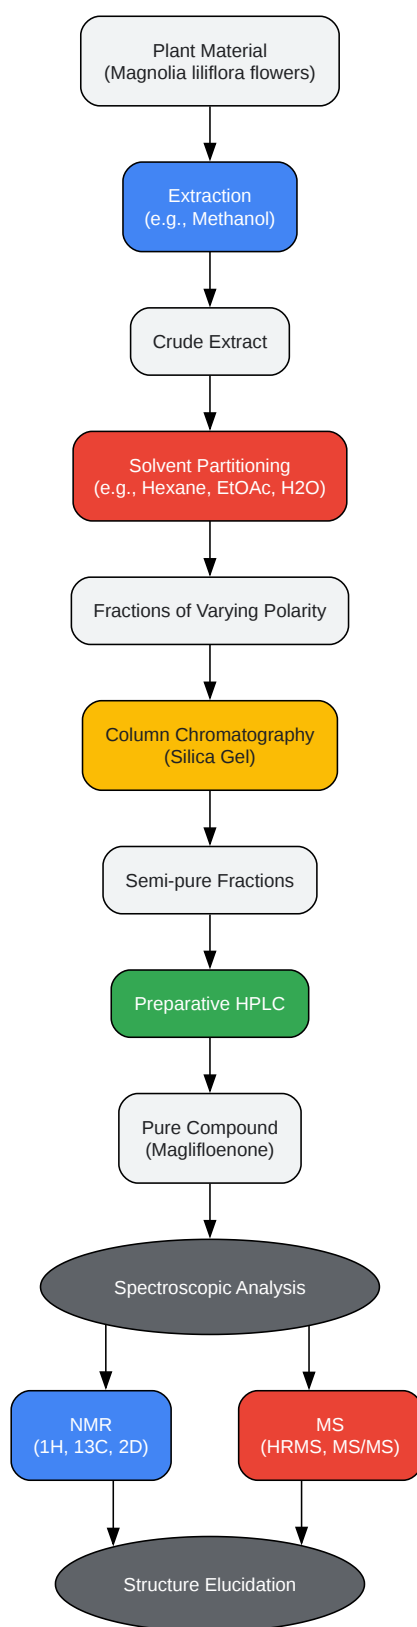 Plant Material
(Magnolia liliflora flowers)
Extraction
(e.g., Methanol)
Crude Extract
Solvent Partitioning
(e.g., Hexane, EtOAc, H2O)
Fractions of Varying Polarity
Column Chromatography
(Silica Gel)
Semi-pure Fractions
Preparative HPLC
Pure Compound
(Maglifloenone)
Spectroscopic Analysis
NMR
(1H, 13C, 2D)
MS
(HRMS, MS/MS)
Structure Elucidation